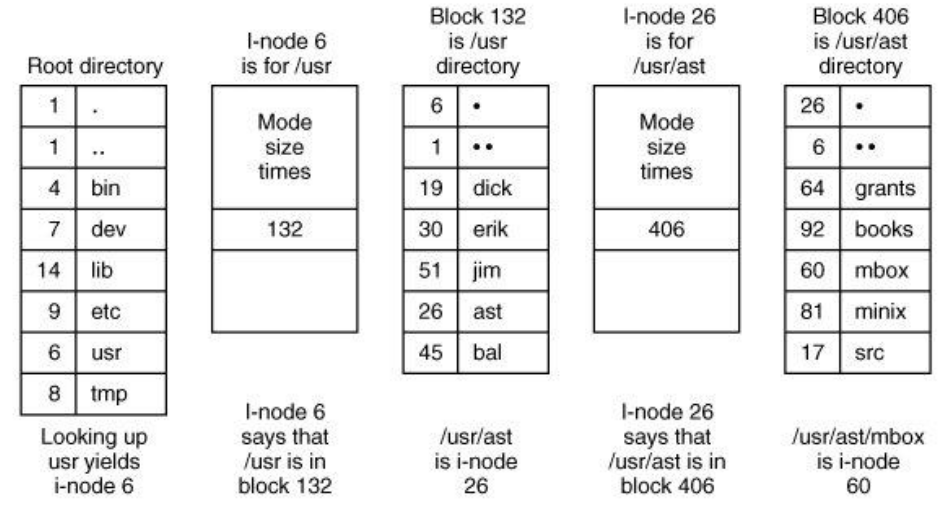 Root directory
1 .
1 ..
4 bin
7 dev
14 lib
9 etc
6 usr
8 tmp
Looking up
usr yields
i-node 6
I-node 6
is for /usr
Mode
size
times
132
I-node 6
says that
/usr is in
block 132
Block 132
is /usr
directory
6 •
1 ••
19 dick
30 erik
51 jim
26 ast
45 bal
/usr/ast
is i-node
26
I-node 26
is for
/usr/ast
Mode
size
times
406
I-node 26
says that
/usr/ast is in
block 406
Block 406
is /usr/ast
directory
26 •
6 ••
64 grants
92 books
60 mbox
81 minix
17 src
/usr/ast/mbox
is i-node
60